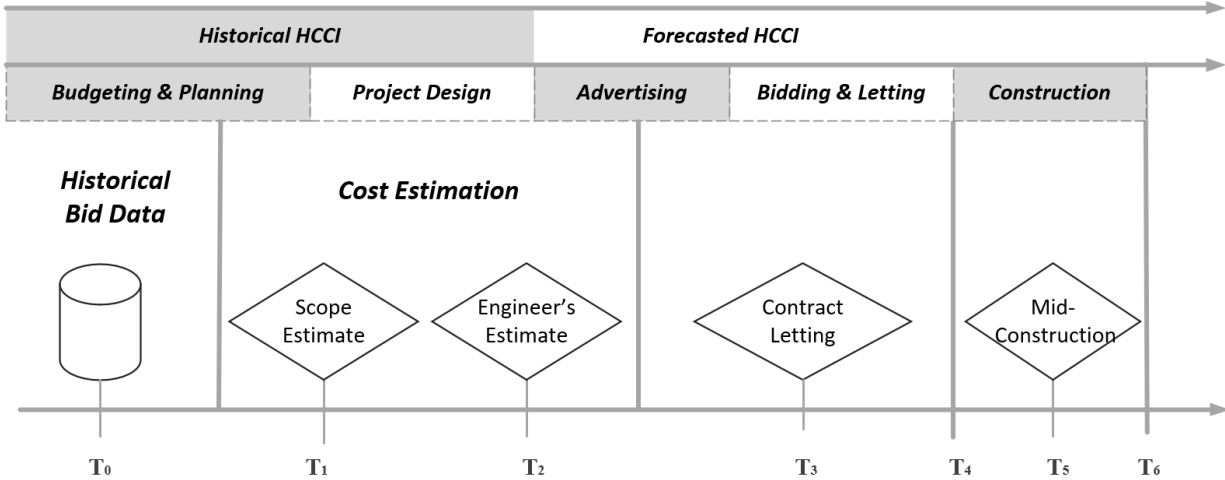 Historical HCCI
Forecasted HCCI
Budgeting & Planning
Project Design
Advertising
Bidding & Letting
Construction
Historical
Bid Data
Cost Estimation
Scope
Estimate
Engineer's
Estimate
Contract
Letting
Mid-
Construction
T0
T1
T2
T3
T4
T5
T6